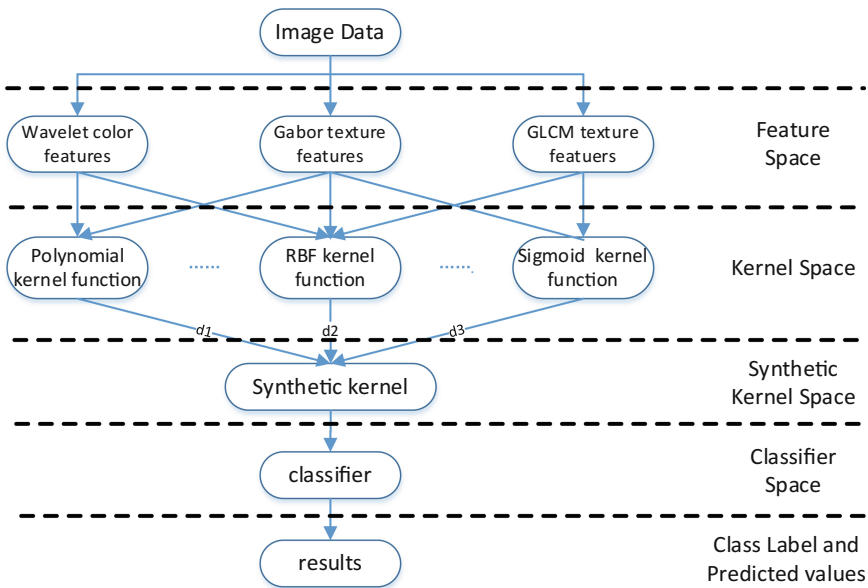 Image Data
Wavelet color
features
Gabor texture
features
GLCM texture
featuers
Feature
Space
Polynomial
kernel function
......
RBF kernel
function
......
Sigmoid kernel
function
Kernel Space
d1
d2
d3
Synthetic kernel
Synthetic
Kernel Space
classifier
Classifier
Space
results
Class Label and
Predicted values